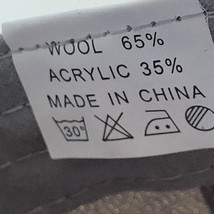 WOOL 65%
ACRYLIC 35%
MADE IN CHINA
30°